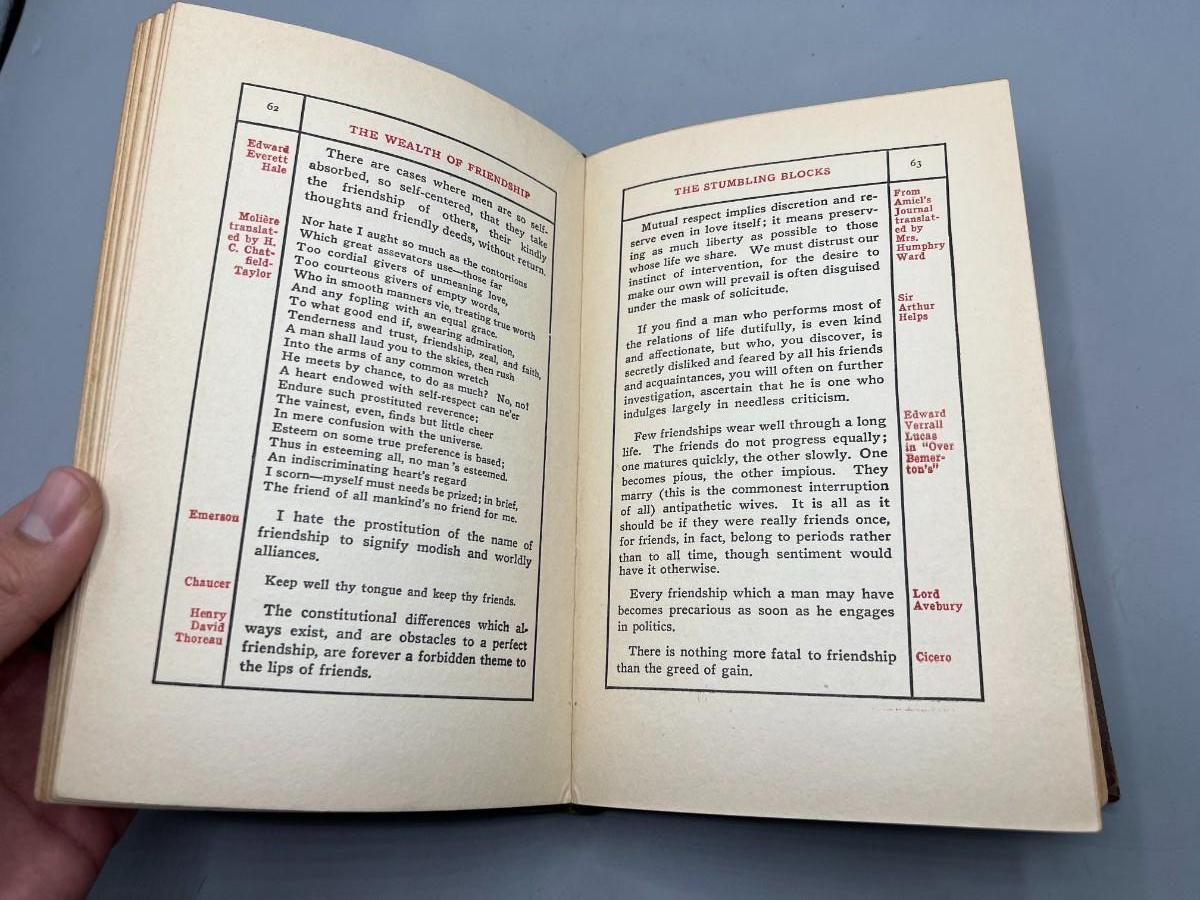 62
THE WEALTH OF FRIENDSHIP
Edward
Everett
Hale
There are cases where men are so self-
absorbed, so self-centered, that they take
the friendship of others, their kindly
thoughts and friendly deeds, without return.
Molière
translat-
ed by H.
C. Chat-
field-
Taylor
Nor hate I aught so much as the contortions
Which great assevators use—those far
Too cordial givers of unmeaning love,
Too courteous givers of empty words,
Who in smooth manners vie, treating true worth
And any fopling with an equal grace.
To what good end if, swearing admiration,
Tenderness and trust, friendship, zeal, and faith,
A man shall laud you to the skies, then rush
Into the arms of any common wretch
He meets by chance, to do as much? No, no!
A heart endowed with self-respect can ne'er
Endure such prostituted reverence;
The vainest, even, finds but little cheer
In mere confusion with the universe.
Esteem on some true preference is based;
Thus in esteeming all, no man's esteemed.
An indiscriminating heart's regard
I scorn—myself must needs be prized; in brief,
The friend of all mankind's no friend for me.
Emerson
I hate the prostitution of the name of
friendship to signify modish and worldly
alliances.
Chaucer
Keep well thy tongue and keep thy friends.
Henry
David
Thoreau
The constitutional differences which al-
ways exist, and are obstacles to a perfect
friendship, are forever a forbidden theme to
the lips of friends.
THE STUMBLING BLOCKS
63
Mutual respect implies discretion and re-
serve even in love itself; it means preserv-
ing as much liberty as possible to those
whose life we share. We must distrust our
instinct of intervention, for the desire to
make our own will prevail is often disguised
under the mask of solicitude.
From
Amiel's
Journal
translat-
ed by
Mrs.
Humphry
Ward
If you find a man who performs most of
the relations of life dutifully, is even kind
and affectionate, but who, you discover, is
secretly disliked and feared by all his friends
and acquaintances, you will often on further
investigation, ascertain that he is one who
indulges largely in needless criticism.
Sir
Arthur
Helps
Few friendships wear well through a long
life. The friends do not progress equally;
one matures quickly, the other slowly. One
becomes pious, the other impious. They
marry (this is the commonest interruption
of all) antipathetic wives. It is all as it
should be if they were really friends once,
for friends, in fact, belong to periods rather
than to all time, though sentiment would
have it otherwise.
Edward
Verrall
Lucas
in "Over
Bemer-
ton's"
Every friendship which a man may have
becomes precarious as soon as he engages
in politics.
Lord
Avebury
There is nothing more fatal to friendship
than the greed of gain.
Cicero